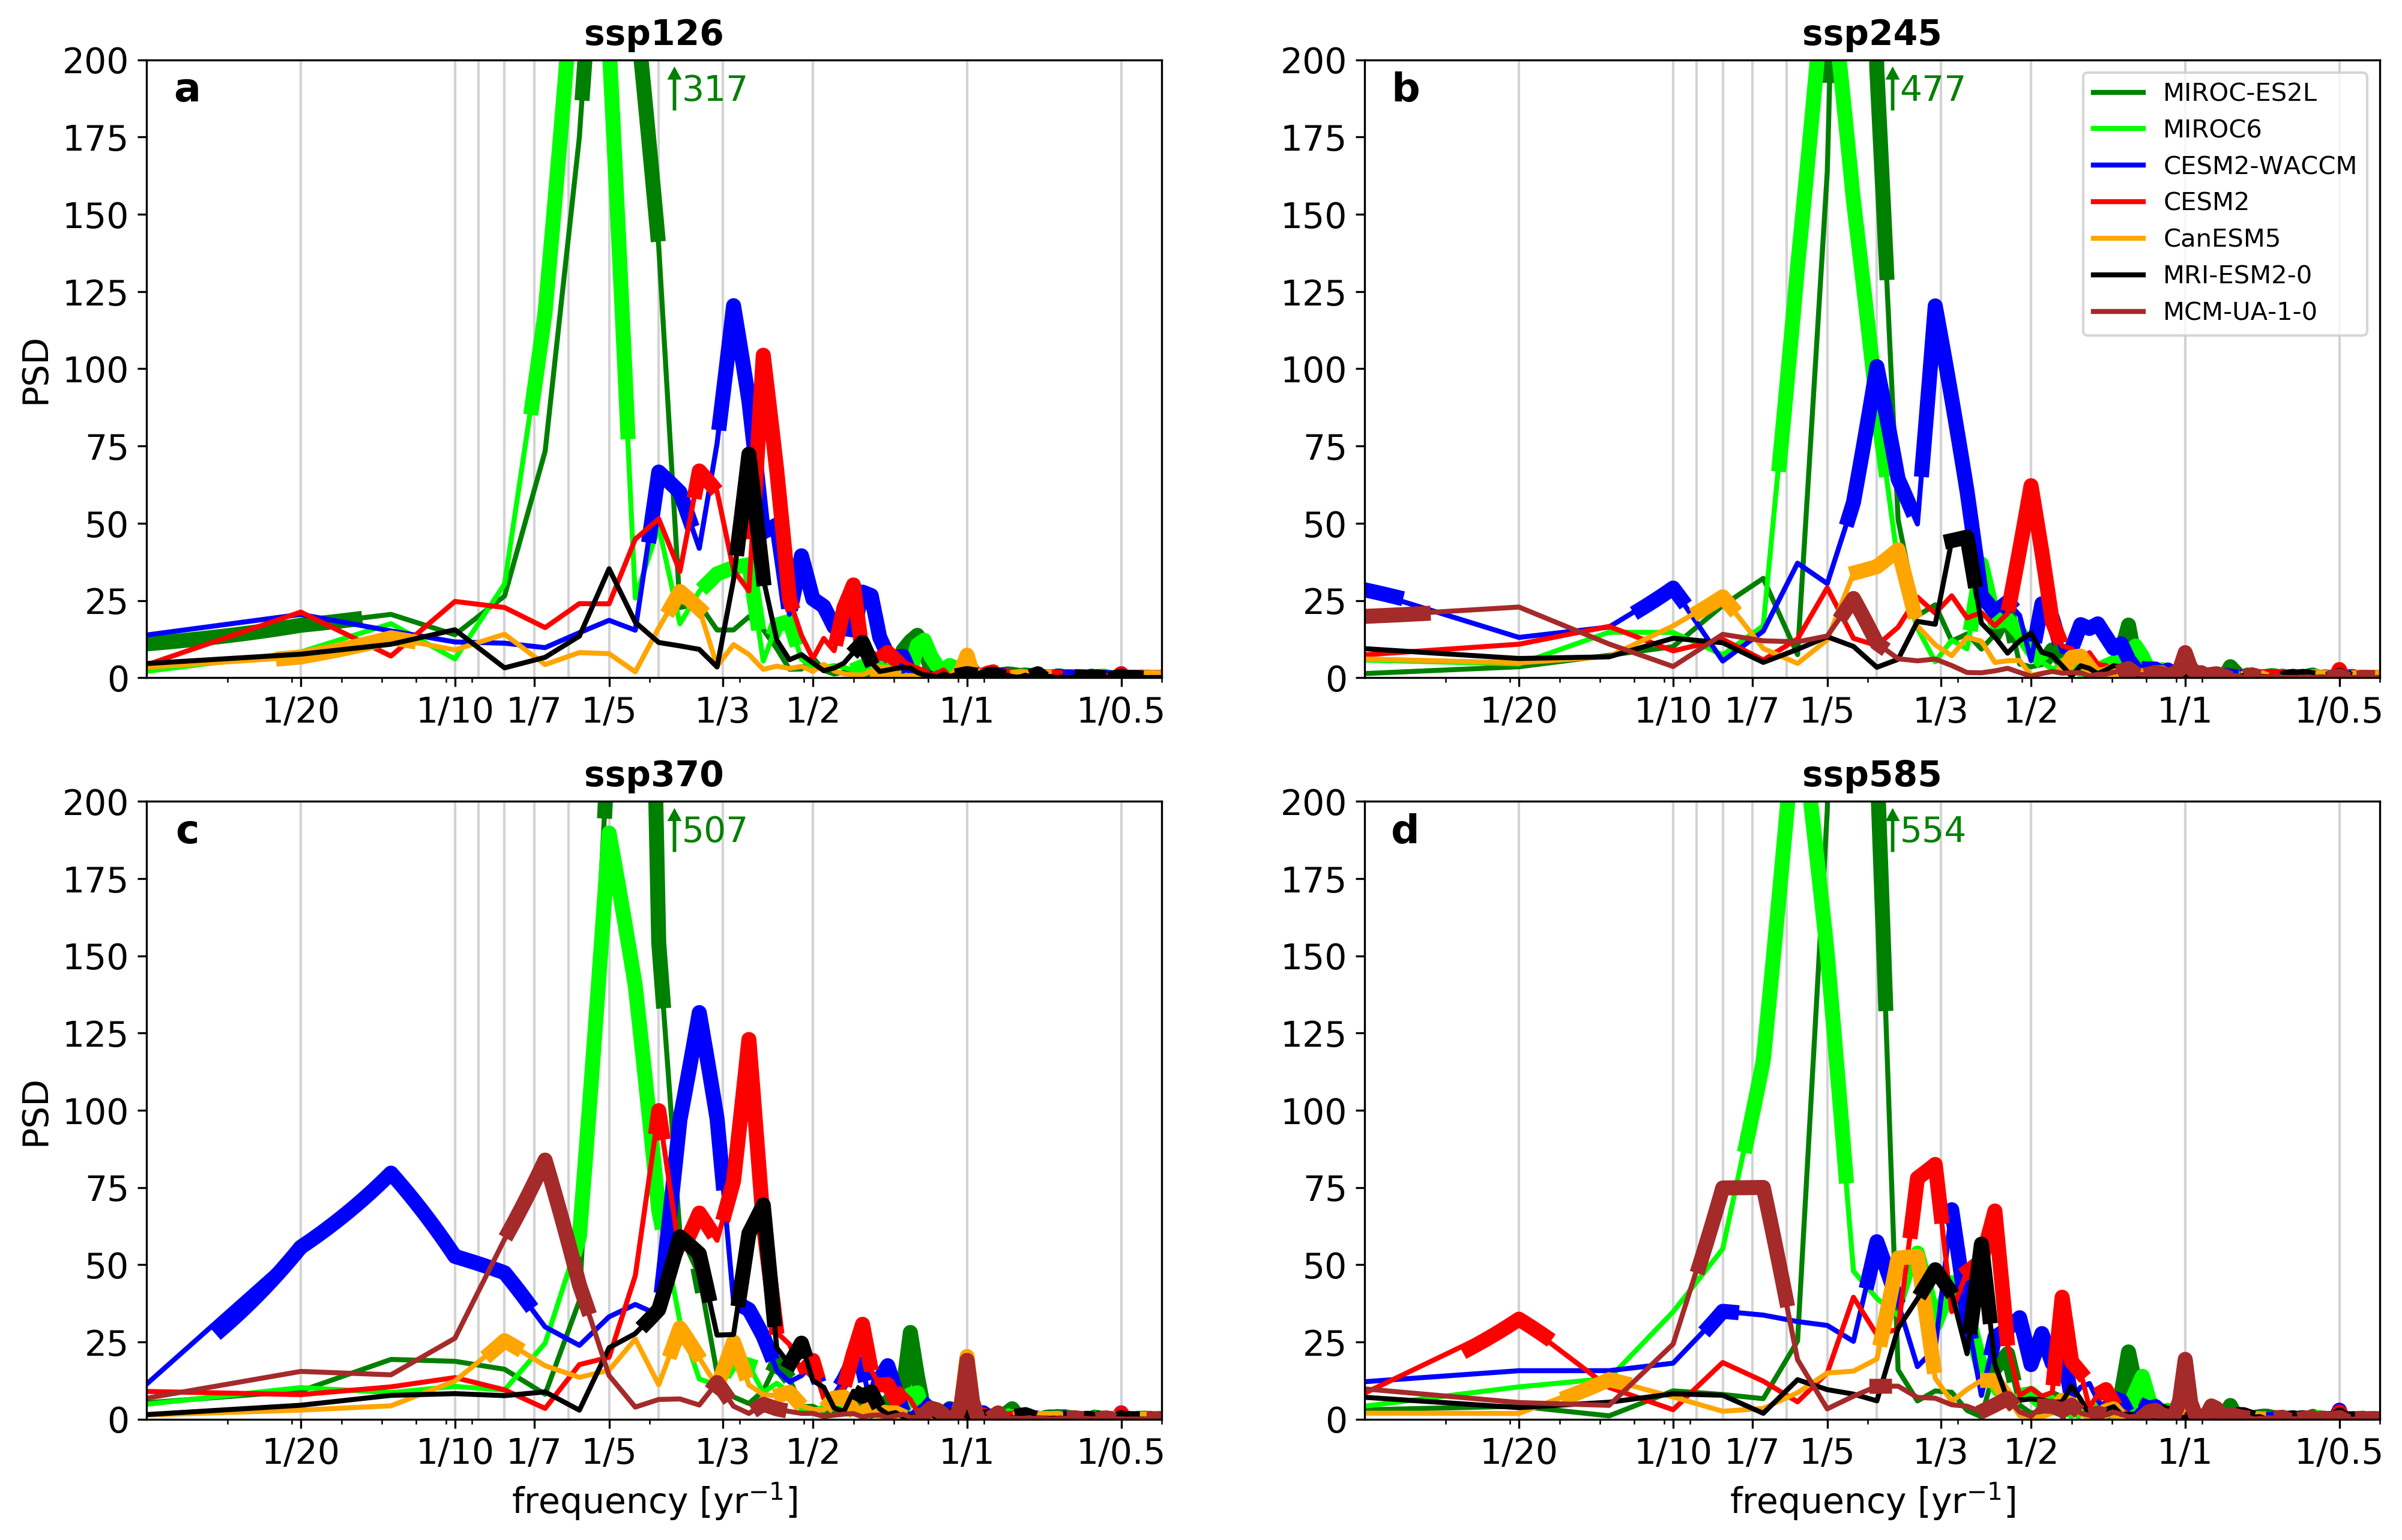 ssp126
a
↑317
PSD
200
175
150
125
100
75
50
25
0
1/20 1/10 1/7 1/5 1/3 1/2 1/1 1/0.5
ssp245
b
↑477
MIROC-ES2L
MIROC6
CESM2-WACCM
CESM2
CanESM5
MRI-ESM2-0
MCM-UA-1-0
200
175
150
125
100
75
50
25
0
1/20 1/10 1/7 1/5 1/3 1/2 1/1 1/0.5
ssp370
c
↑507
PSD
200
175
150
125
100
75
50
25
0
1/20 1/10 1/7 1/5 1/3 1/2 1/1 1/0.5
frequency [yr⁻¹]
ssp585
d
↑554
200
175
150
125
100
75
50
25
0
1/20 1/10 1/7 1/5 1/3 1/2 1/1 1/0.5
frequency [yr⁻¹]